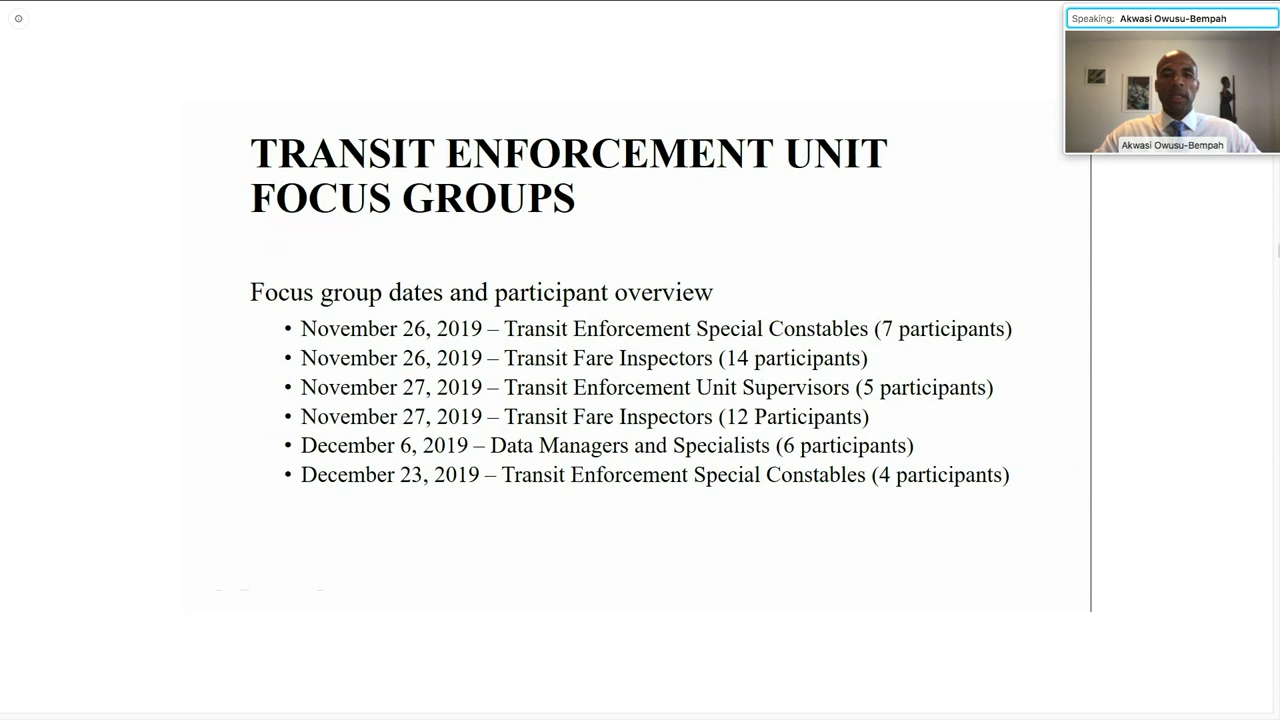 Speaking: Akwasi Owusu-Bempah
Akwasi Owusu-Bempah
TRANSIT ENFORCEMENT UNIT
FOCUS GROUPS
Focus group dates and participant overview
• November 26, 2019 – Transit Enforcement Special Constables (7 participants)
• November 26, 2019 – Transit Fare Inspectors (14 participants)
• November 27, 2019 – Transit Enforcement Unit Supervisors (5 participants)
• November 27, 2019 – Transit Fare Inspectors (12 Participants)
• December 6, 2019 – Data Managers and Specialists (6 participants)
• December 23, 2019 – Transit Enforcement Special Constables (4 participants)